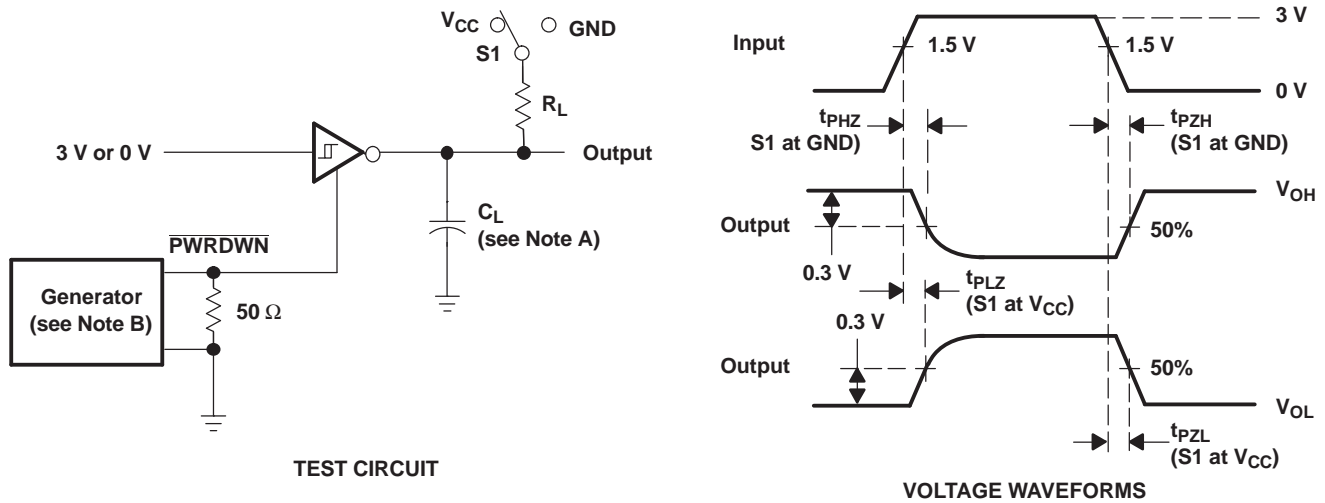 VCC
GND
S1
RL
3 V or 0 V
Output
CL
(see Note A)
PWRDWN
Generator
(see Note B)
50 Ω
TEST CIRCUIT
3 V
Input
1.5 V
1.5 V
0 V
tPHZ
S1 at GND)
tPZH
(S1 at GND)
VOH
Output
50%
0.3 V
tPLZ
(S1 at VCC)
0.3 V
Output
50%
VOL
tPZL
(S1 at VCC)
VOLTAGE WAVEFORMS